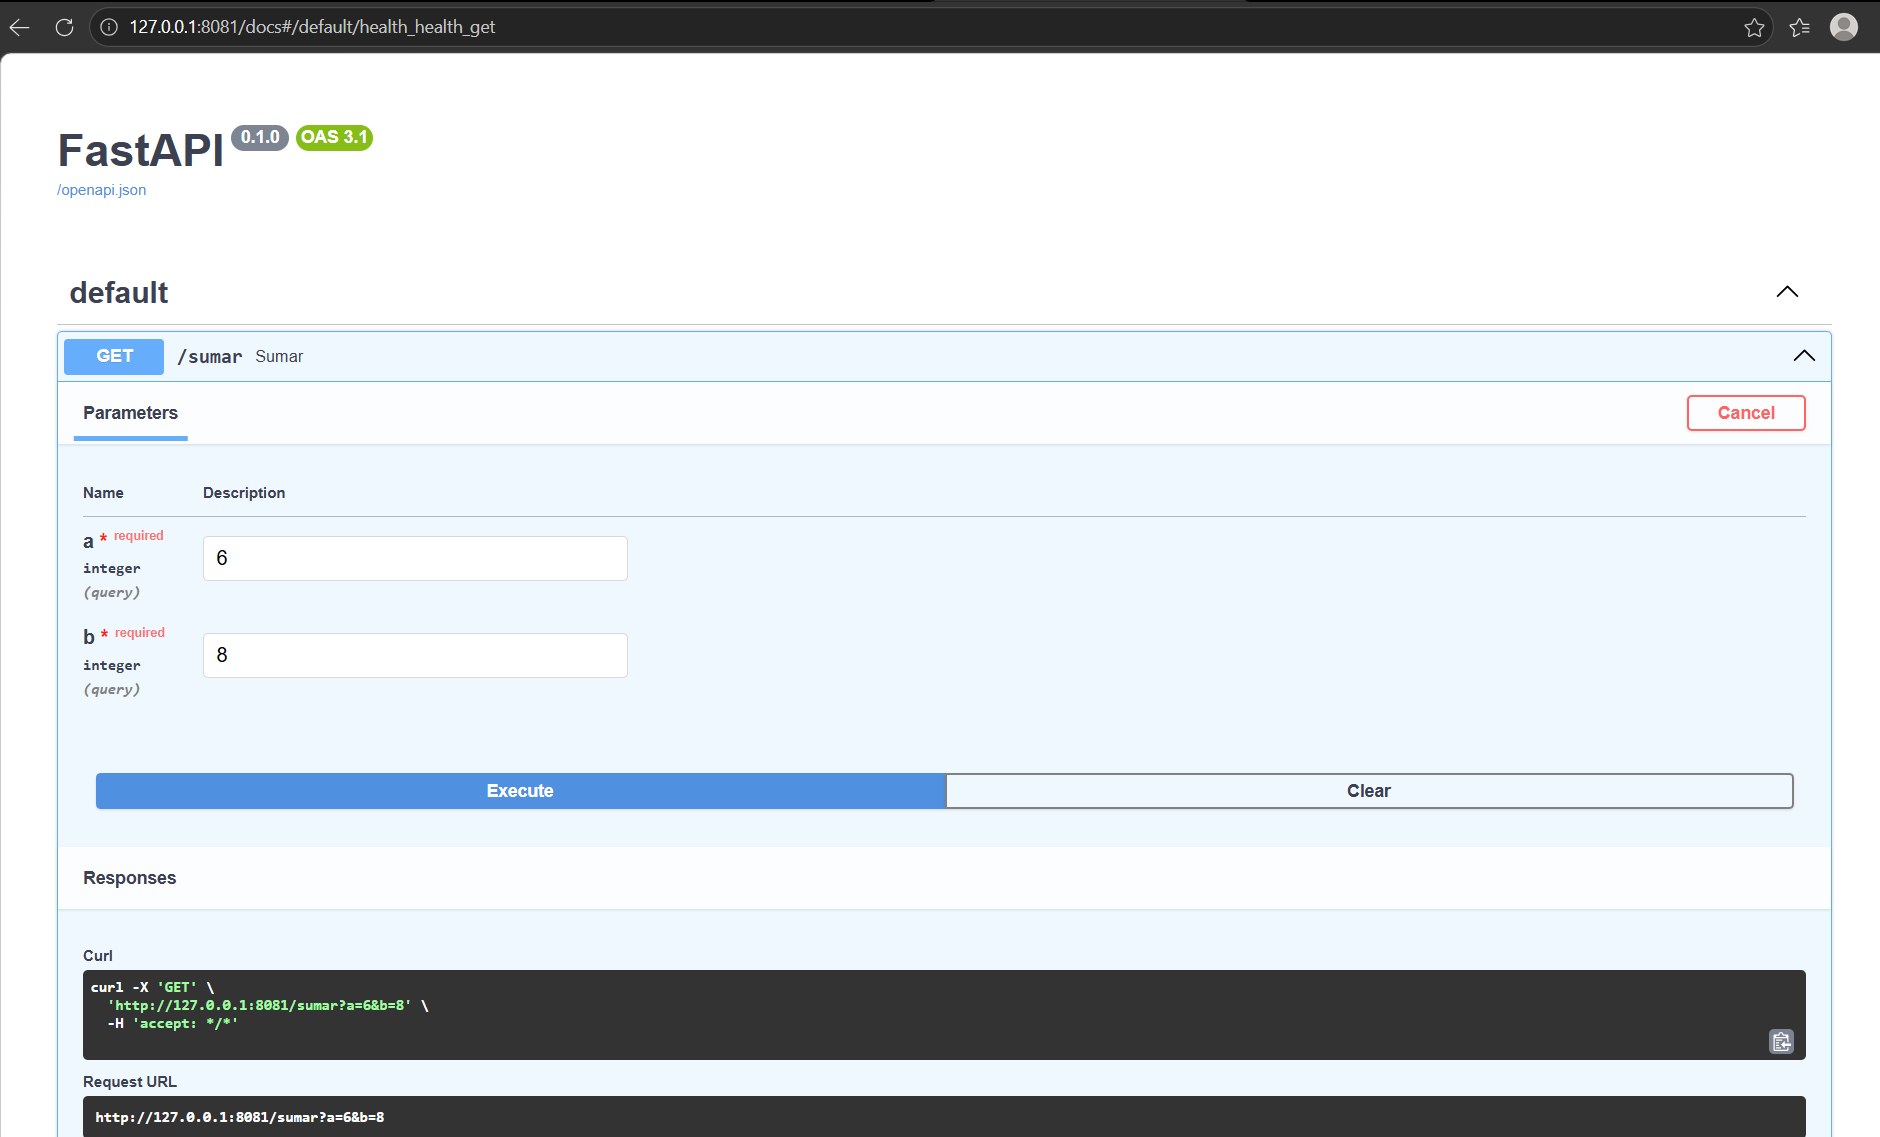 127.0.0.1:8081/docs#/default/health_health_get
FastAPI 0.1.0 OAS 3.1
/openapi.json
default
GET /sumar Sumar
Parameters
Cancel
Name Description
a * required
integer
(query)
6
b * required
integer
(query)
8
Execute Clear
Responses
Curl
curl -X 'GET' \
'http://127.0.0.1:8081/sumar?a=6&b=8' \
-H 'accept: */*'
Request URL
http://127.0.0.1:8081/sumar?a=6&b=8